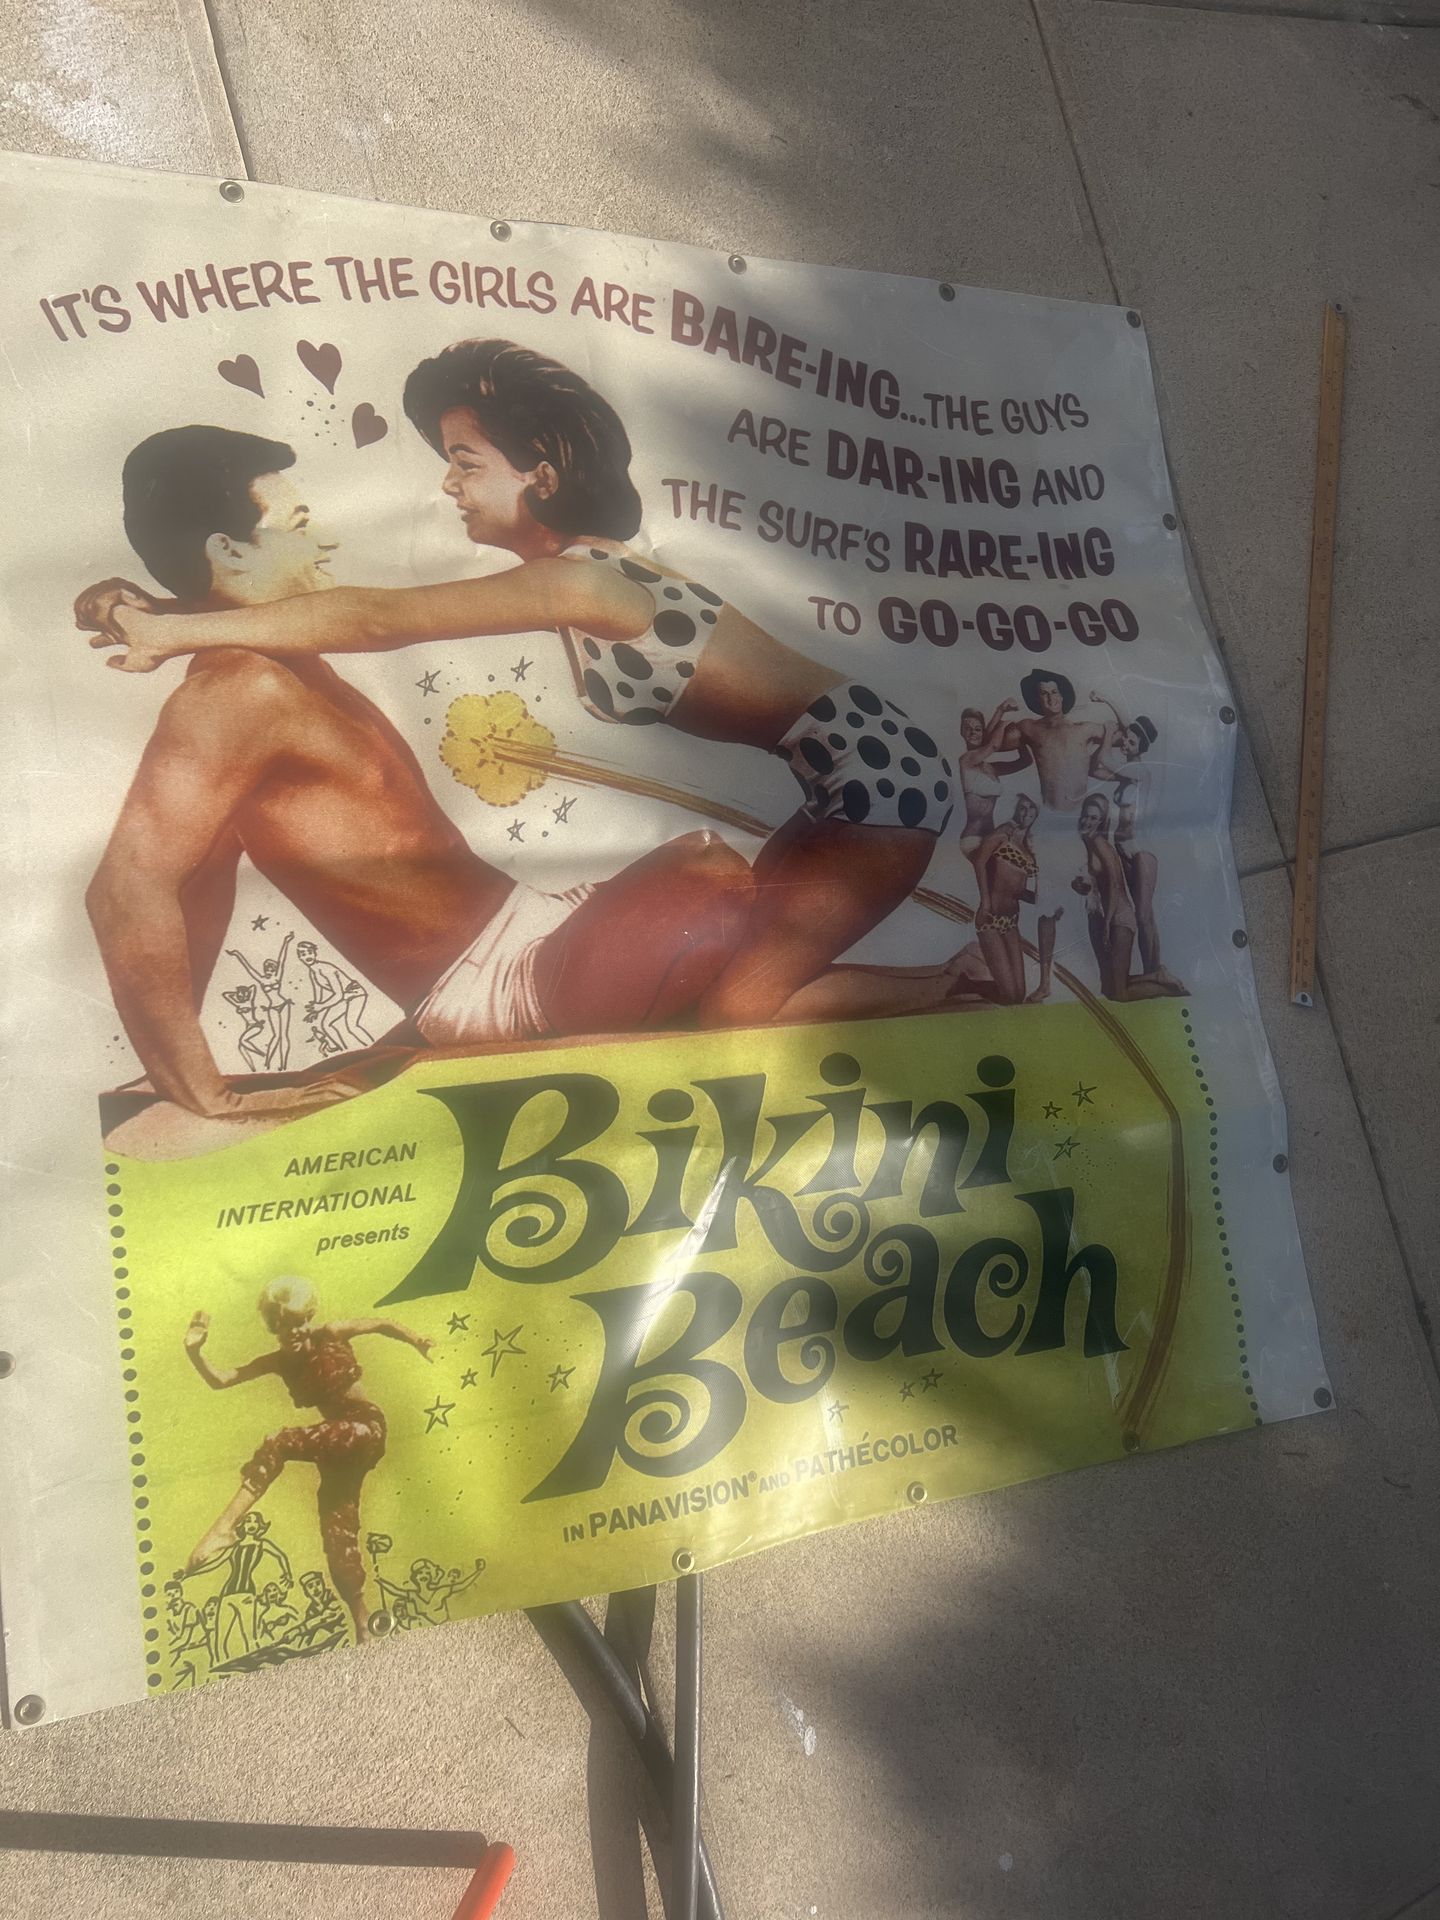 IT'S WHERE THE GIRLS ARE BARE-ING...THE GUYS
ARE DAR-ING AND
THE SURF'S RARE-ING
TO GO-GO-GO
AMERICAN
INTERNATIONAL
presents
Bikini
Beach
IN PANAVISION® AND PATHÉCOLOR